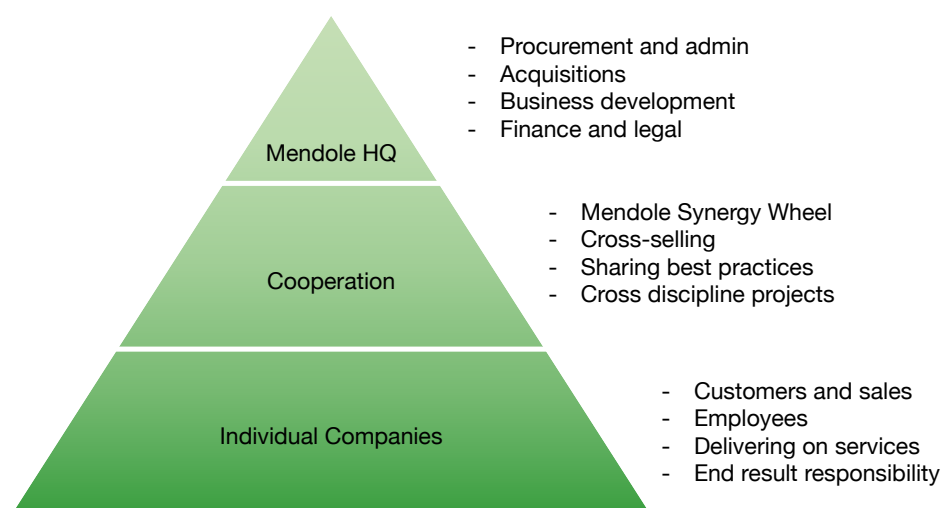 - Procurement and admin
- Acquisitions
- Business development
- Finance and legal
Mendole HQ
- Mendole Synergy Wheel
- Cross-selling
- Sharing best practices
- Cross discipline projects
Cooperation
- Customers and sales
- Employees
- Delivering on services
- End result responsibility
Individual Companies